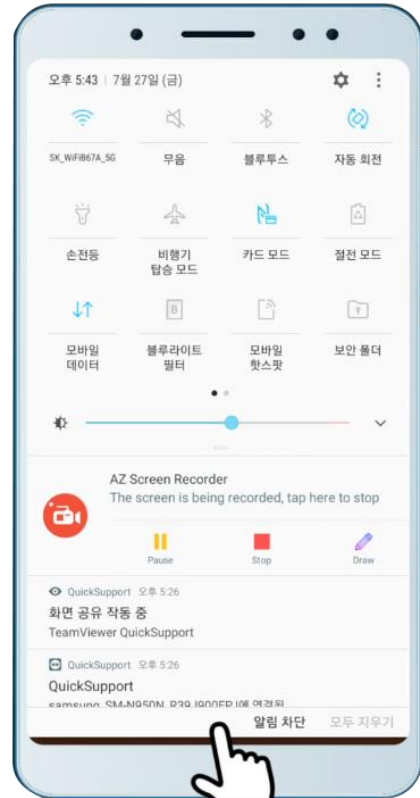 오후 5:43 | 7월 27일 (금)
SK_WiFiB67A_5G 무음 블루투스 자동 회전
손전등 비행기 탑승 모드 카드 모드 절전 모드
모바일 데이터 블루라이트 필터 모바일 핫스팟 보안 폴더
AZ Screen Recorder
The screen is being recorded, tap here to stop
Pause Stop Draw
QuickSupport 오후 5:26
화면 공유 작동 중
TeamViewer QuickSupport
QuickSupport 오후 5:26
QuickSupport
samsung SM-N950N
알림 차단 모두 지우기